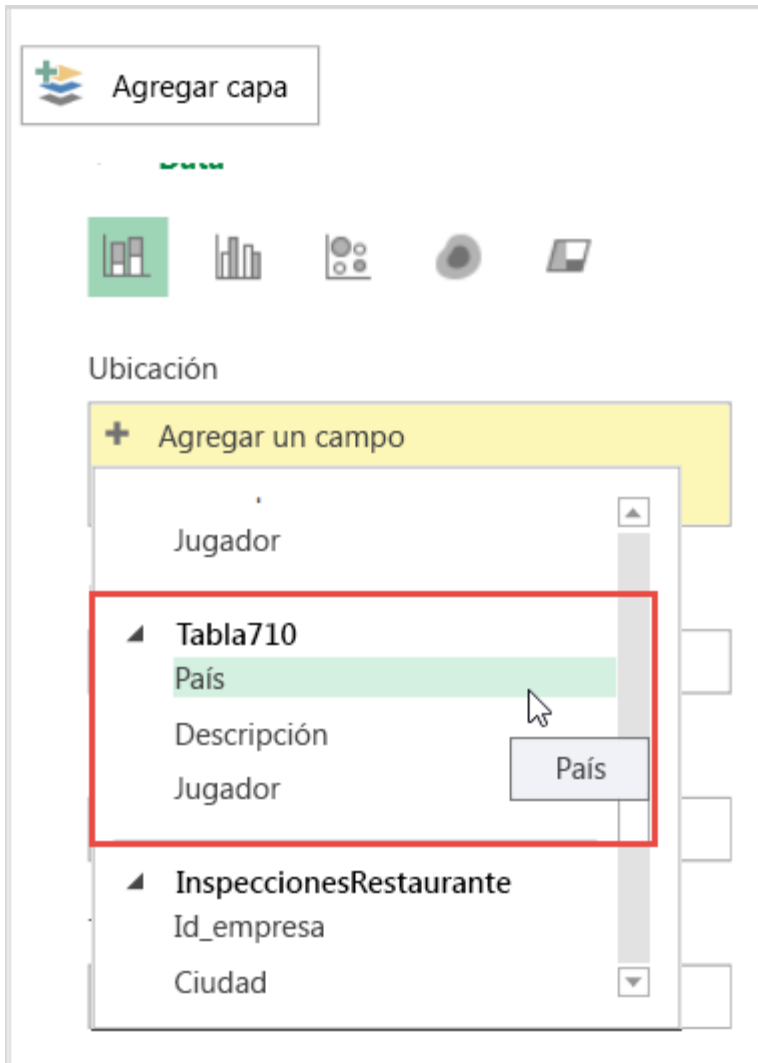 Agregar capa
Ubicación
Agregar un campo
Jugador
Tabla710
País
Descripción
País
Jugador
InspeccionesRestaurante
Id_empresa
Ciudad